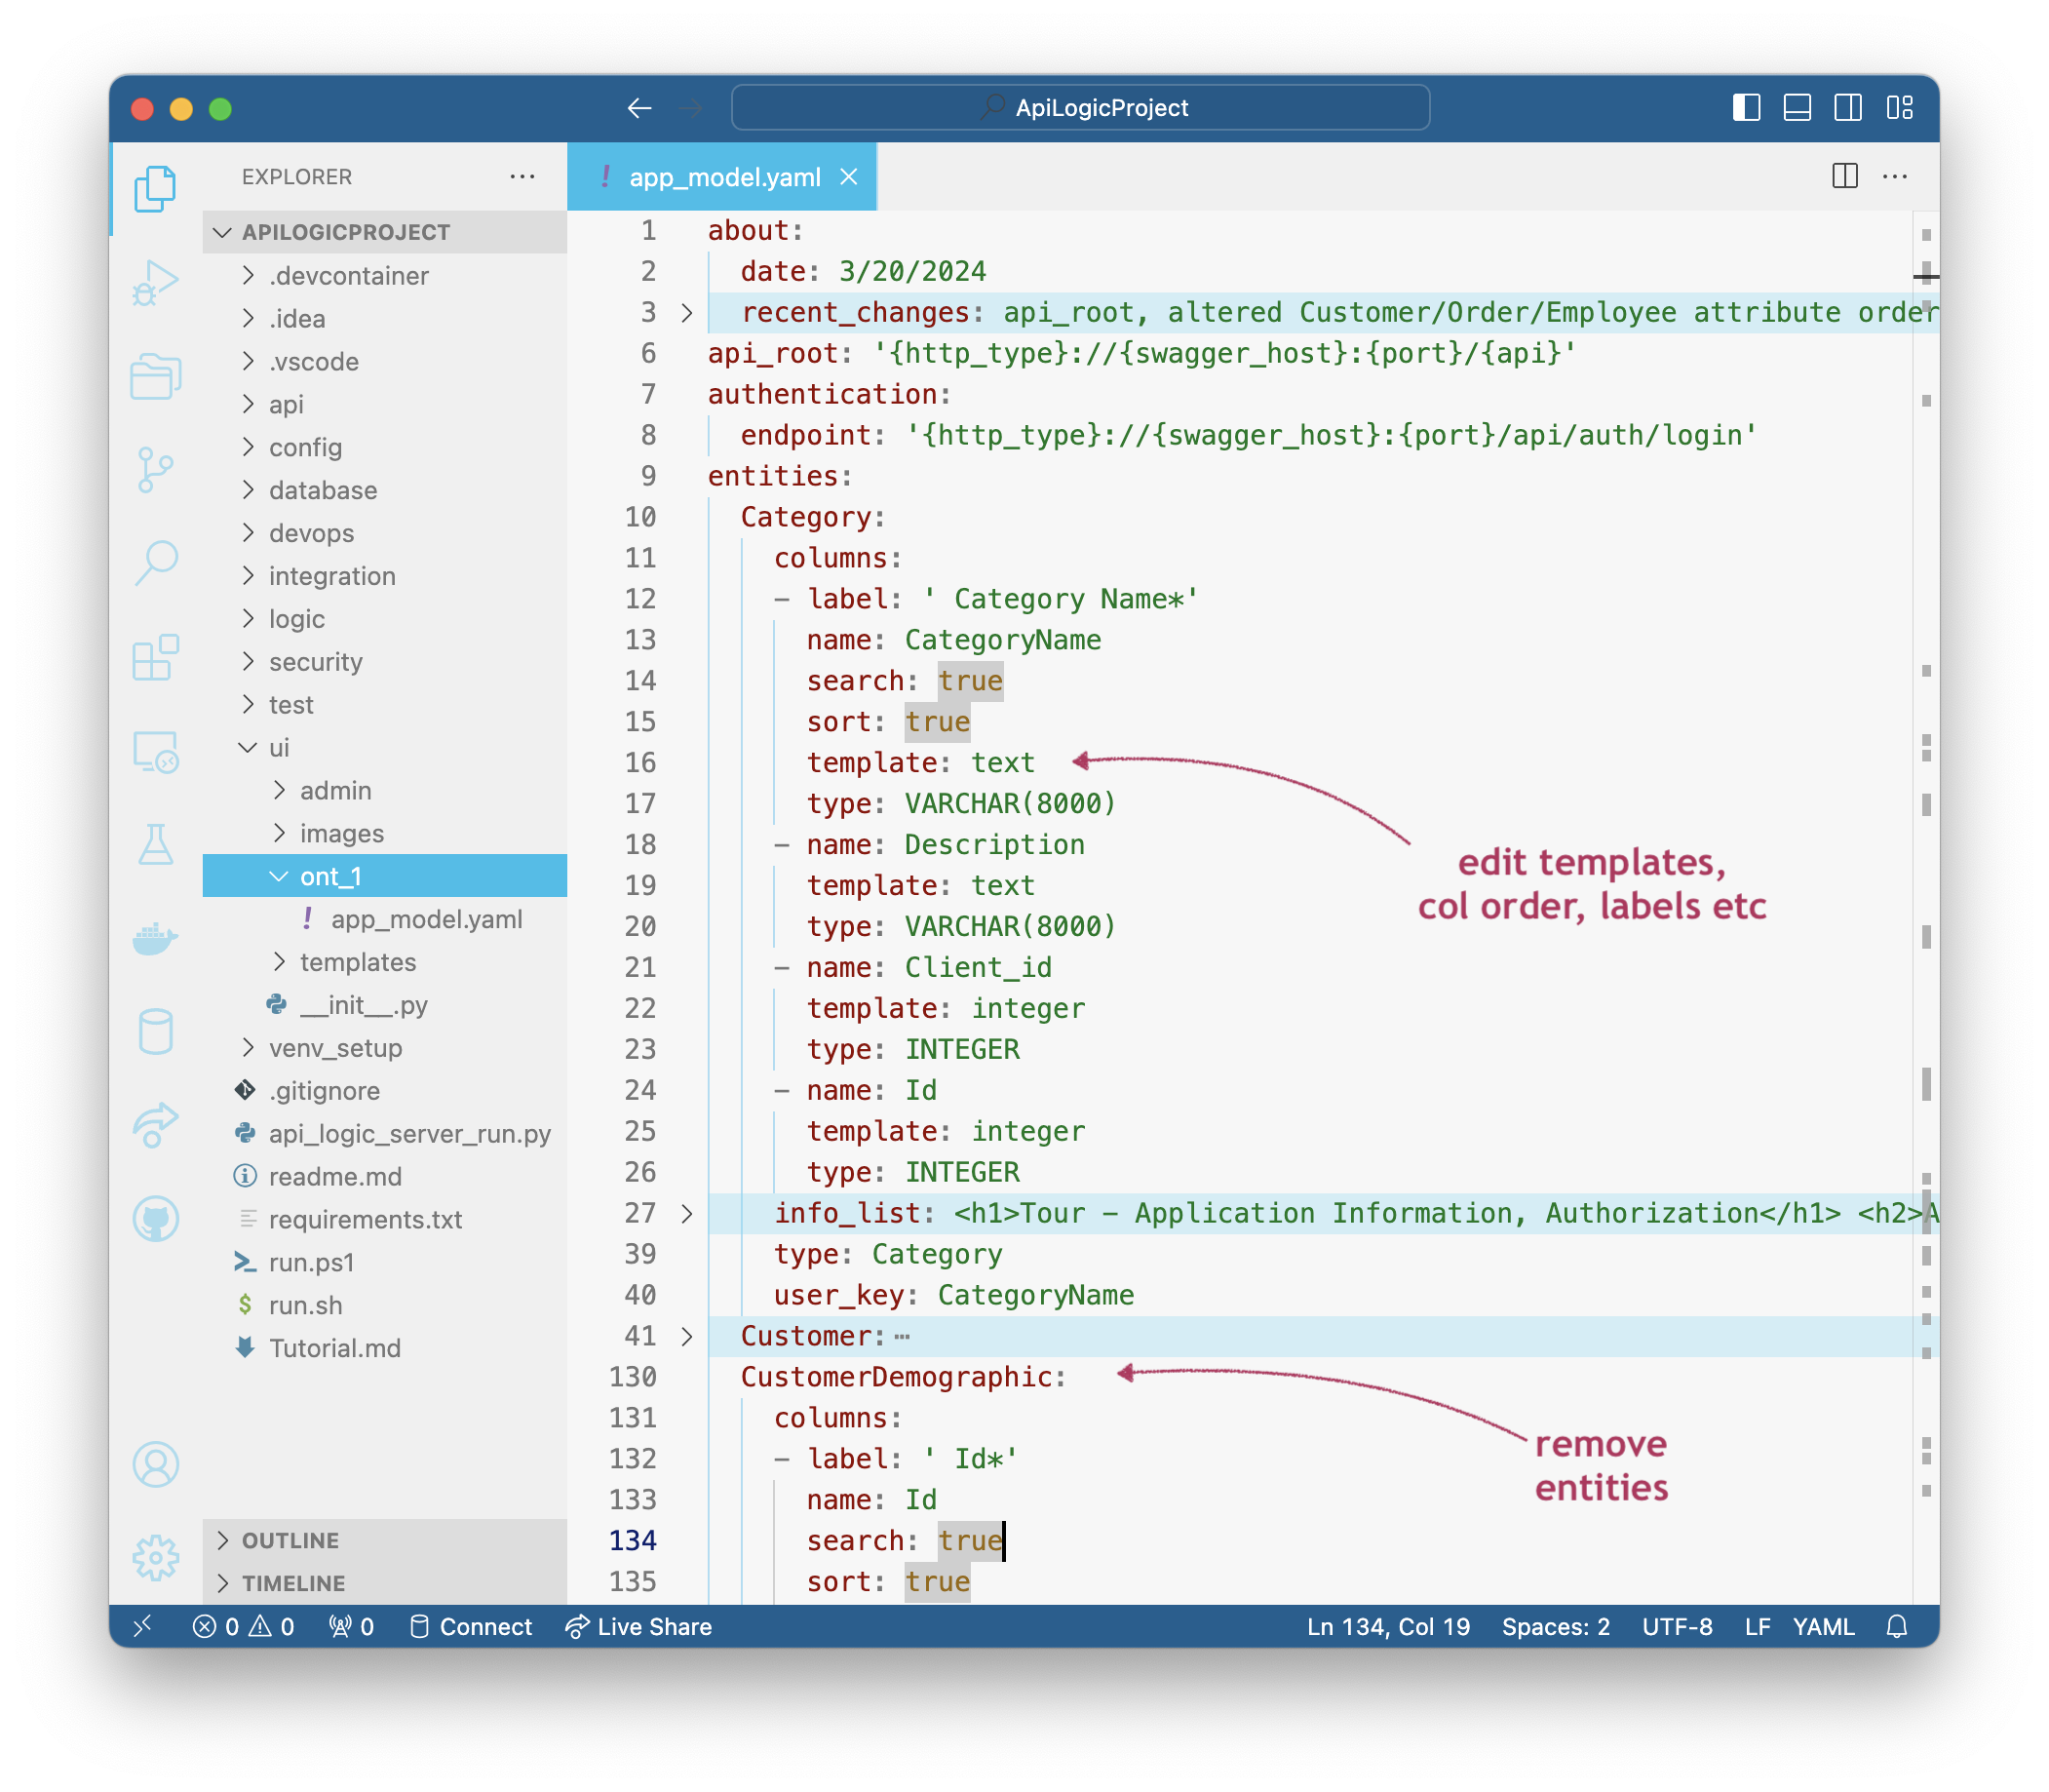 ApiLogicProject
EXPLORER
APILOGICPROJECT
.devcontainer
.idea
.vscode
api
config
database
devops
integration
logic
security
test
ui
admin
images
ont_1
! app_model.yaml
templates
__init__.py
venv_setup
.gitignore
api_logic_server_run.py
readme.md
requirements.txt
run.ps1
$ run.sh
Tutorial.md
OUTLINE
TIMELINE
! app_model.yaml
1 about:
2 date: 3/20/2024
3 recent_changes: api_root, altered Customer/Order/Employee attribute order
6 api_root: '{http_type}://{swagger_host}:{port}/{api}'
7 authentication:
8 endpoint: '{http_type}://{swagger_host}:{port}/api/auth/login'
9 entities:
10 Category:
11 columns:
12 - label: ' Category Name*'
13 name: CategoryName
14 search: true
15 sort: true
16 template: text
17 type: VARCHAR(8000)
18 - name: Description
19 template: text
20 type: VARCHAR(8000)
21 - name: Client_id
22 template: integer
23 type: INTEGER
24 - name: Id
25 template: integer
26 type: INTEGER
27 info_list: <h1>Tour - Application Information, Authorization</h1> <h2>A
39 type: Category
40 user_key: CategoryName
41 Customer:⋯
130 CustomerDemographic:
131 columns:
132 - label: ' Id*'
133 name: Id
134 search: true
135 sort: true
edit templates,
col order, labels etc
remove
entities
0 0 0 Connect Live Share Ln 134, Col 19 Spaces: 2 UTF-8 LF YAML